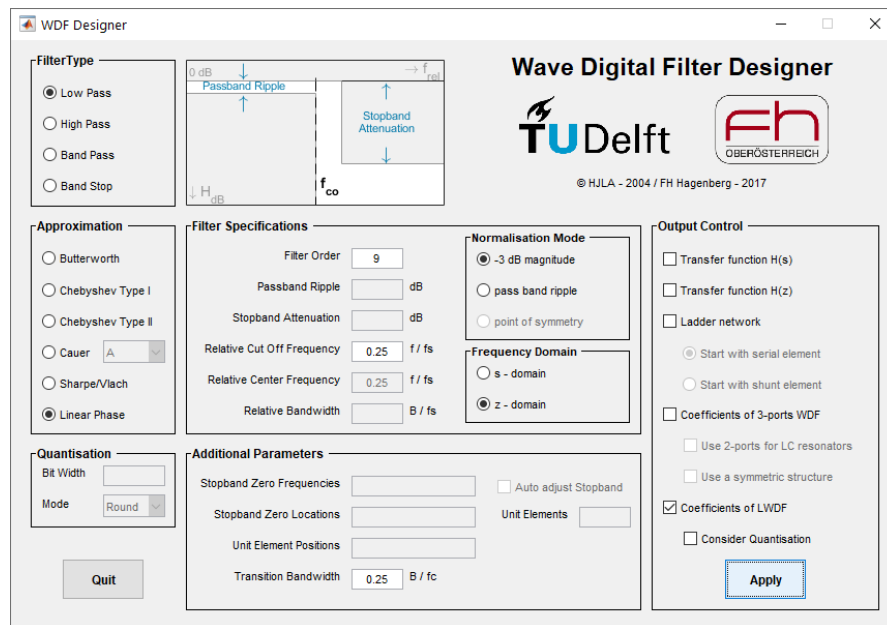 WDF Designer
FilterType
Low Pass
High Pass
Band Pass
Band Stop
0 dB
→ f rel
Passband Ripple
Stopband
Attenuation
↓ H dB
f co
Wave Digital Filter Designer
TU Delft
fh
OBERÖSTERREICH
© HJLA - 2004 / FH Hagenberg - 2017
Approximation
Butterworth
Chebyshev Type I
Chebyshev Type II
Cauer A
Sharpe/Vlach
Linear Phase
Filter Specifications
Filter Order 9
Passband Ripple dB
Stopband Attenuation dB
Relative Cut Off Frequency 0.25 f / fs
Relative Center Frequency 0.25 f / fs
Relative Bandwidth B / fs
Normalisation Mode
-3 dB magnitude
pass band ripple
point of symmetry
Frequency Domain
s - domain
z - domain
Output Control
Transfer function H(s)
Transfer function H(z)
Ladder network
Start with serial element
Start with shunt element
Coefficients of 3-ports WDF
Use 2-ports for LC resonators
Use a symmetric structure
Coefficients of LWDF
Consider Quantisation
Apply
Quantisation
Bit Width
Mode Round
Quit
Additional Parameters
Stopband Zero Frequencies
Auto adjust Stopband
Stopband Zero Locations
Unit Elements
Unit Element Positions
Transition Bandwidth 0.25 B / fc